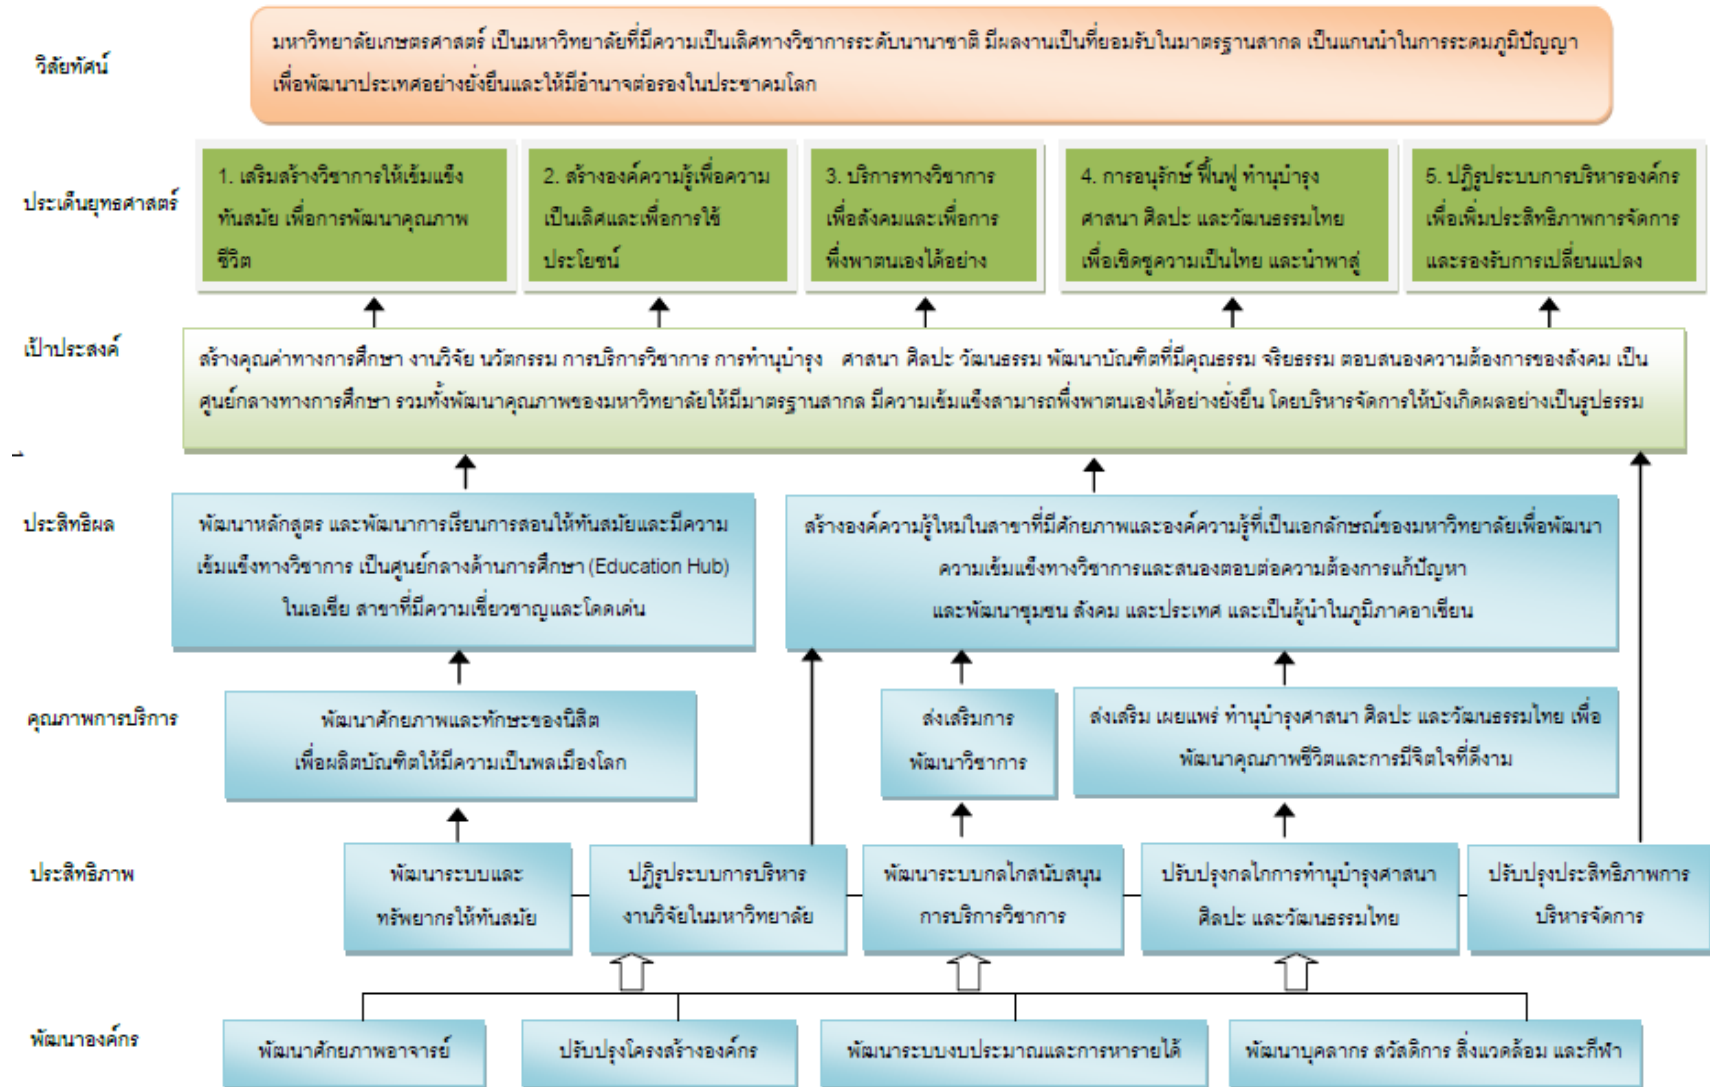 วิสัยทัศน์
มหาวิทยาลัยเกษตรศาสตร์ เป็นมหาวิทยาลัยที่มีความเป็นเลิศทางวิชาการระดับนานาชาติ มีผลงานเป็นที่ยอมรับในมาตรฐานสากล เป็นแกนนำในการระดมภูมิปัญญา
เพื่อพัฒนาประเทศอย่างยั่งยืนและให้มีอำนาจต่อรองในประชาคมโลก
ประเด็นยุทธศาสตร์
1. เสริมสร้างวิชาการให้เข้มแข็ง
ทันสมัย เพื่อการพัฒนาคุณภาพ
ชีวิต
2. สร้างองค์ความรู้เพื่อความ
เป็นเลิศและเพื่อการใช้
ประโยชน์
3. บริการทางวิชาการ
เพื่อสังคมและเพื่อการ
พึ่งพาตนเองได้อย่าง
4. การอนุรักษ์ ฟื้นฟู ทำนุบำรุง
ศาสนา ศิลปะ และวัฒนธรรมไทย
เพื่อเชิดชูความเป็นไทย และนำพาสู่
5. ปฏิรูประบบการบริหารองค์กร
เพื่อเพิ่มประสิทธิภาพการจัดการ
และรองรับการเปลี่ยนแปลง
เป้าประสงค์
สร้างคุณค่าทางการศึกษา งานวิจัย นวัตกรรม การบริการวิชาการ การทำนุบำรุง ศาสนา ศิลปะ วัฒนธรรม พัฒนาบัณฑิตที่มีคุณธรรม จริยธรรม ตอบสนองความต้องการของสังคม เป็น
ศูนย์กลางทางการศึกษา รวมทั้งพัฒนาคุณภาพของมหาวิทยาลัยให้มีมาตรฐานสากล มีความเข้มแข็งสามารถพึ่งพาตนเองได้อย่างยั่งยืน โดยบริหารจัดการให้บังเกิดผลอย่างเป็นรูปธรรม
ประสิทธิผล
พัฒนาหลักสูตร และพัฒนาการเรียนการสอนให้ทันสมัยและมีความ
เข้มแข็งทางวิชาการ เป็นศูนย์กลางด้านการศึกษา (Education Hub)
ในเอเชีย สาขาที่มีความเชี่ยวชาญและโดดเด่น
สร้างองค์ความรู้ใหม่ในสาขาที่มีศักยภาพและองค์ความรู้ที่เป็นเอกลักษณ์ของมหาวิทยาลัยเพื่อพัฒนา
ความเข้มแข็งทางวิชาการและสนองตอบต่อความต้องการแก้ปัญหา
และพัฒนาชุมชน สังคม และประเทศ และเป็นผู้นำในภูมิภาคอาเซียน
คุณภาพการบริการ
พัฒนาศักยภาพและทักษะของนิสิต
เพื่อผลิตบัณฑิตให้มีความเป็นพลเมืองโลก
ส่งเสริมการ
พัฒนาวิชาการ
ส่งเสริม เผยแพร่ ทำนุบำรุงศาสนา ศิลปะ และวัฒนธรรมไทย เพื่อ
พัฒนาคุณภาพชีวิตและการมีจิตใจที่ดีงาม
ประสิทธิภาพ
พัฒนาระบบและ
ทรัพยากรให้ทันสมัย
ปฏิรูประบบการบริหาร
งานวิจัยในมหาวิทยาลัย
พัฒนาระบบกลไกสนับสนุน
การบริการวิชาการ
ปรับปรุงกลไกการทำนุบำรุงศาสนา
ศิลปะ และวัฒนธรรมไทย
ปรับปรุงประสิทธิภาพการ
บริหารจัดการ
พัฒนาองค์กร
พัฒนาศักยภาพอาจารย์
ปรับปรุงโครงสร้างองค์กร
พัฒนาระบบงบประมาณและการหารายได้
พัฒนาบุคลากร สวัสดิการ สิ่งแวดล้อม และกีฬา